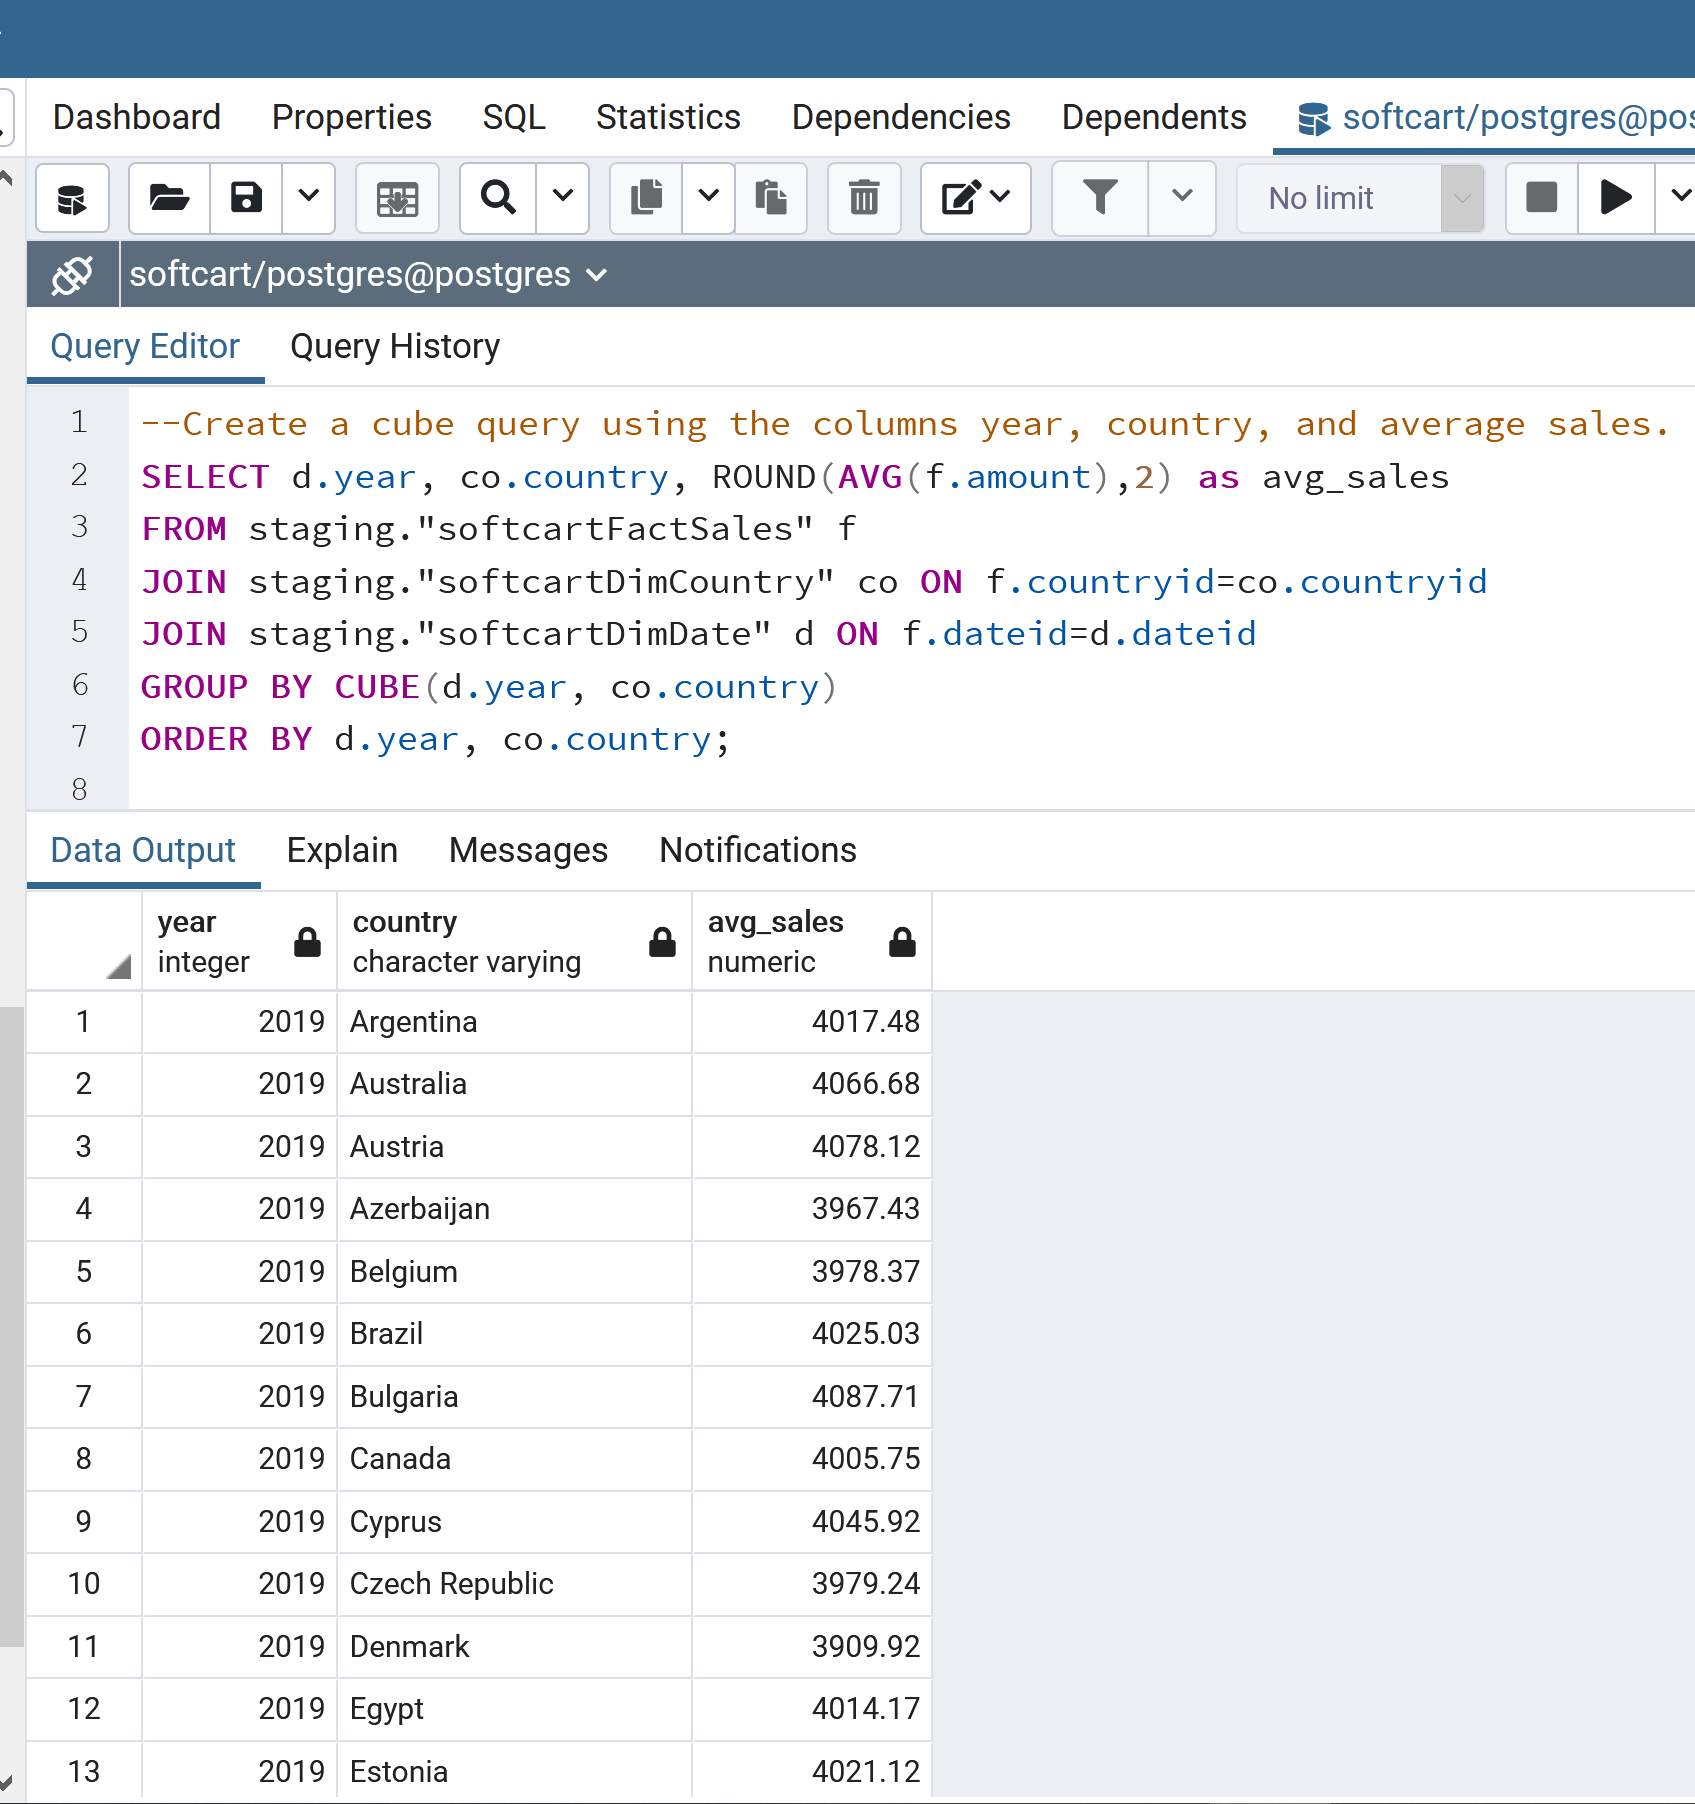 Dashboard Properties SQL Statistics Dependencies Dependents softcart/postgres@pos
No limit
softcart/postgres@postgres
Query Editor Query History
1 --Create a cube query using the columns year, country, and average sales.
2 SELECT d.year, co.country, ROUND(AVG(f.amount),2) as avg_sales
3 FROM staging."softcartFactSales" f
4 JOIN staging."softcartDimCountry" co ON f.countryid=co.countryid
5 JOIN staging."softcartDimDate" d ON f.dateid=d.dateid
6 GROUP BY CUBE(d.year, co.country)
7 ORDER BY d.year, co.country;
8
Data Output Explain Messages Notifications
year country avg_sales
integer character varying numeric
1 2019 Argentina 4017.48
2 2019 Australia 4066.68
3 2019 Austria 4078.12
4 2019 Azerbaijan 3967.43
5 2019 Belgium 3978.37
6 2019 Brazil 4025.03
7 2019 Bulgaria 4087.71
8 2019 Canada 4005.75
9 2019 Cyprus 4045.92
10 2019 Czech Republic 3979.24
11 2019 Denmark 3909.92
12 2019 Egypt 4014.17
13 2019 Estonia 4021.12